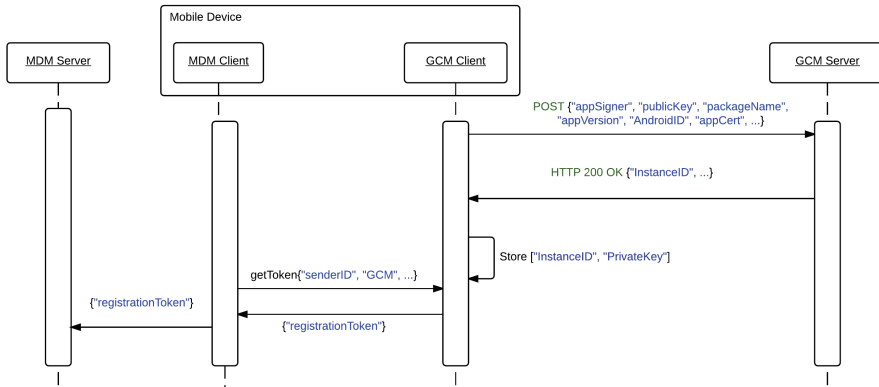 Mobile Device
MDM Server
MDM Client
GCM Client
GCM Server
POST {"appSigner", "publicKey", "packageName",
"appVersion", "AndroidID", "appCert", ...}
HTTP 200 OK {"InstanceID", ...}
Store ["InstanceID", "PrivateKey"]
getToken{"senderID", "GCM", ...}
{"registrationToken"}
{"registrationToken"}